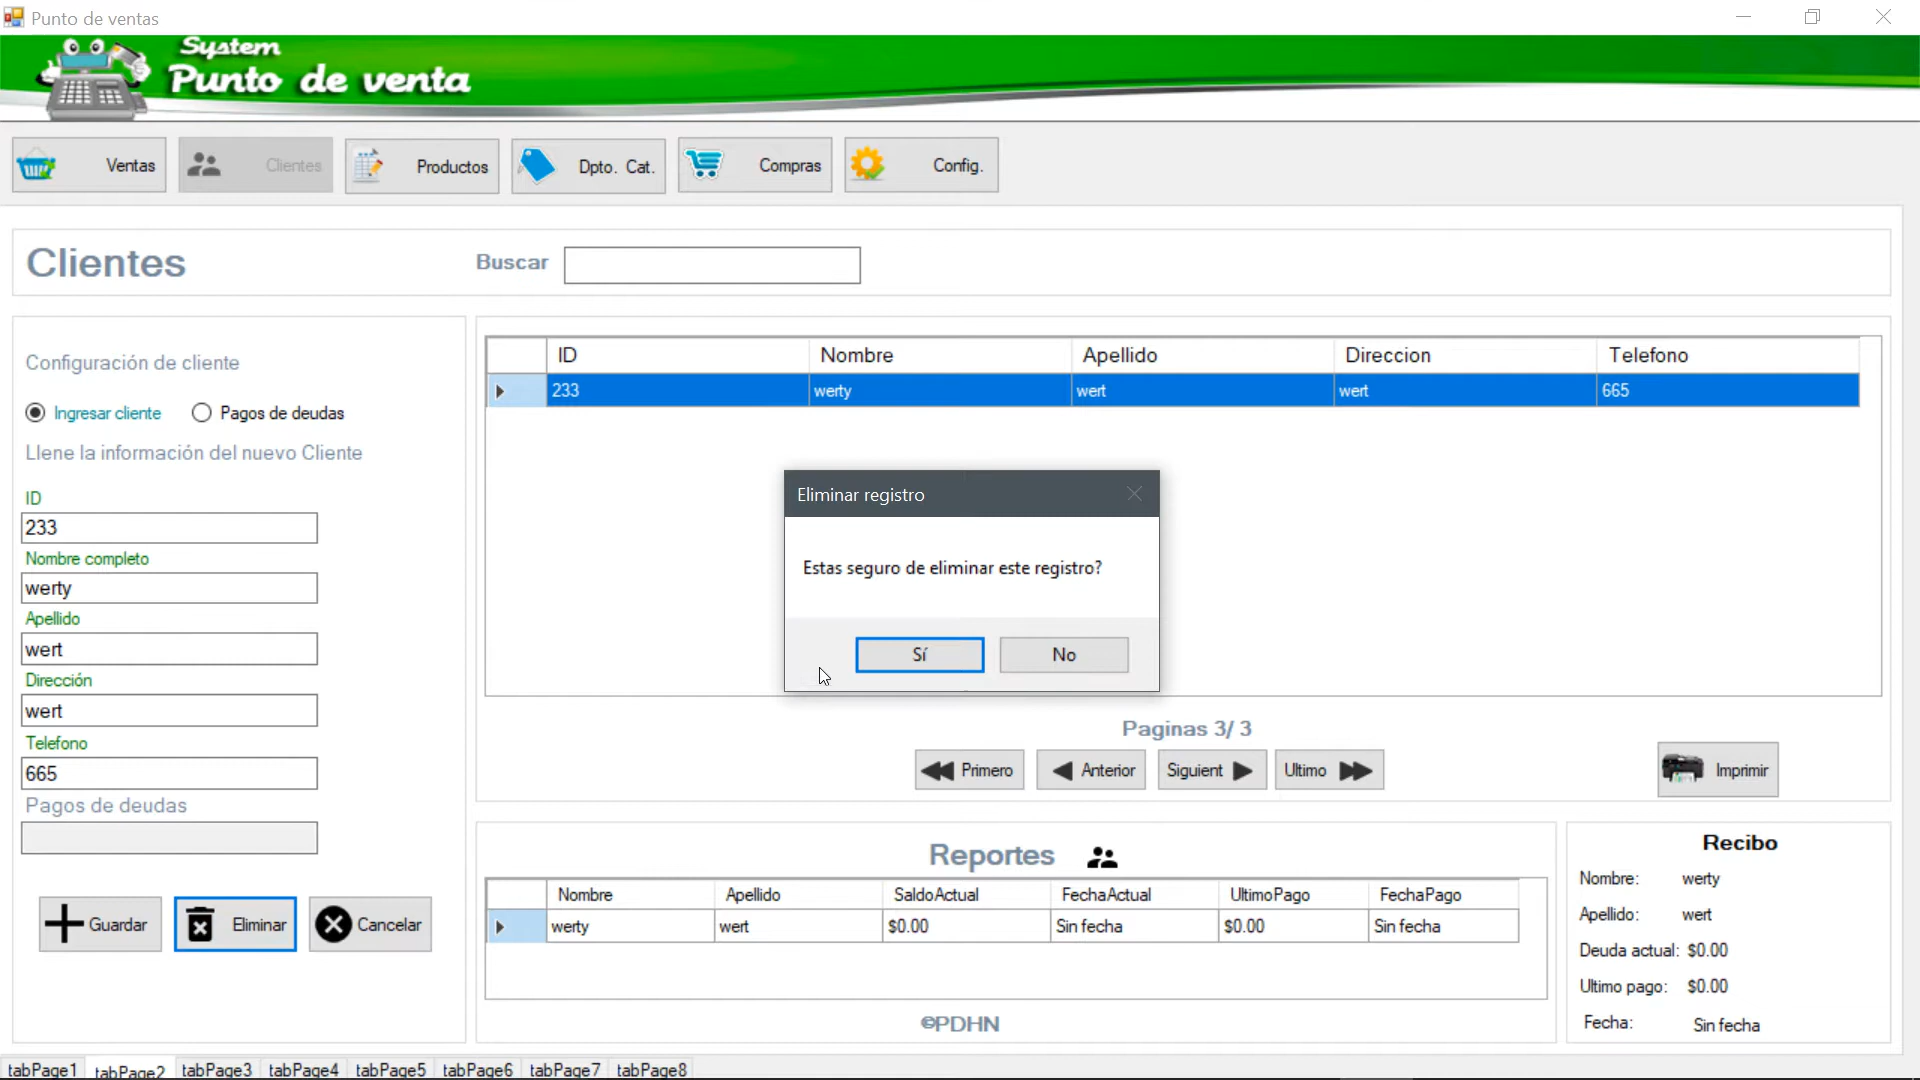 Punto de ventas
System
Punto de venta
Ventas
Clientes
Productos
Dpto. Cat.
Compras
Config.
Clientes
Buscar
Configuración de cliente
Ingresar cliente
Pagos de deudas
Llene la información del nuevo Cliente
ID
233
Nombre completo
werty
Apellido
wert
Dirección
wert
Telefono
665
Pagos de deudas
Guardar
Eliminar
Cancelar
ID Nombre Apellido Direccion Telefono
233 werty wert wert 665
Eliminar registro
Estas seguro de eliminar este registro?
Sí
No
Paginas 3/ 3
Primero
Anterior
Siguient
Ultimo
Imprimir
Reportes
Nombre Apellido SaldoActual FechaActual UltimoPago FechaPago
werty wert $0.00 Sin fecha $0.00 Sin fecha
©PDHN
Recibo
Nombre: werty
Apellido: wert
Deuda actual: $0.00
Ultimo pago: $0.00
Fecha: Sin fecha
tabPage1 tabPage2 tabPage3 tabPage4 tabPage5 tabPage6 tabPage7 tabPage8